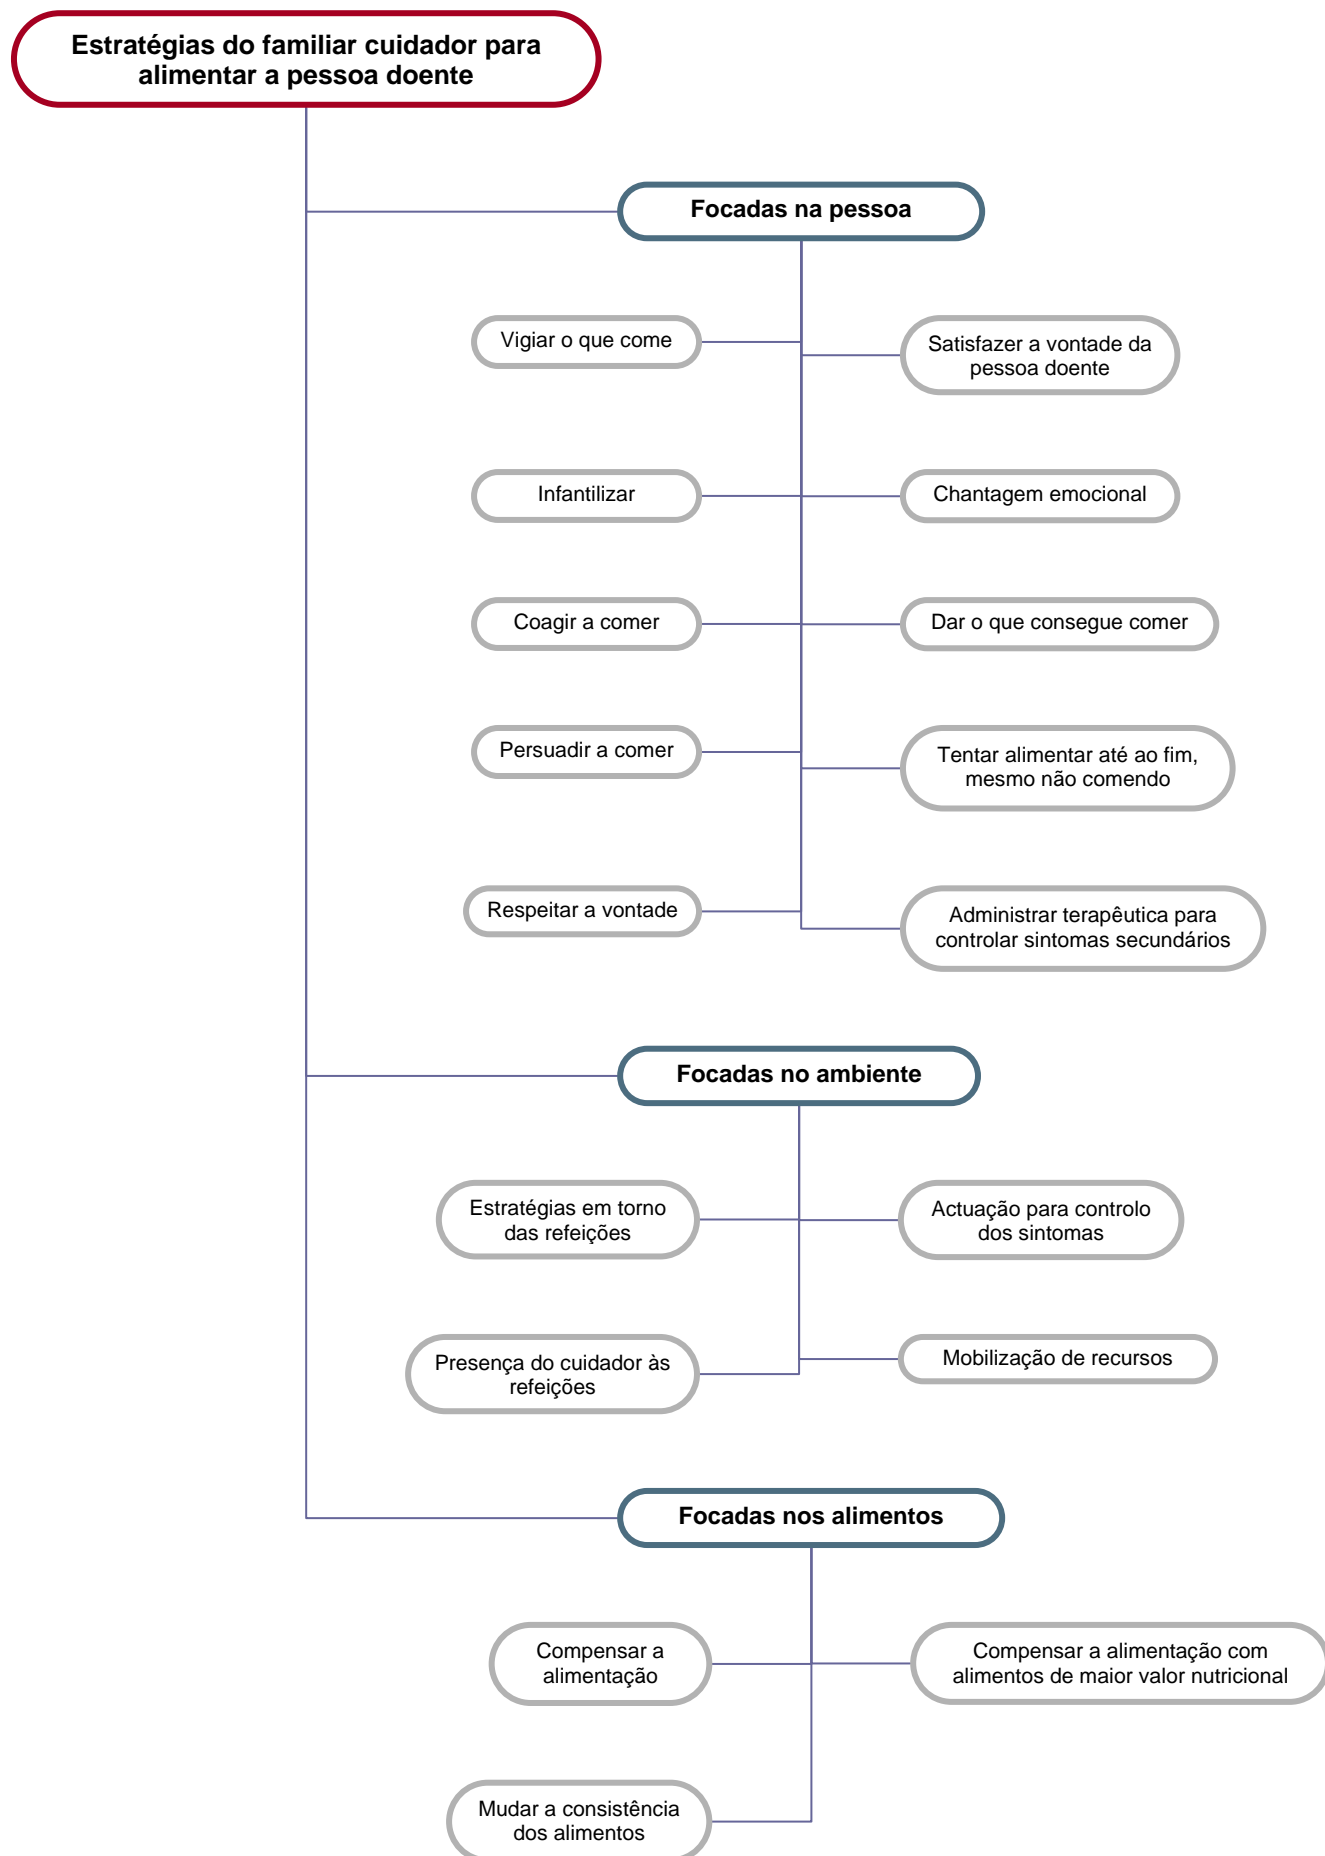 Estratégias do familiar cuidador para
alimentar a pessoa doente
Focadas na pessoa
Vigiar o que come
Satisfazer a vontade da
pessoa doente
Infantilizar
Chantagem emocional
Coagir a comer
Dar o que consegue comer
Persuadir a comer
Tentar alimentar até ao fim,
mesmo não comendo
Respeitar a vontade
Administrar terapêutica para
controlar sintomas secundários
Focadas no ambiente
Estratégias em torno
das refeições
Actuação para controlo
dos sintomas
Presença do cuidador às
refeições
Mobilização de recursos
Focadas nos alimentos
Compensar a
alimentação
Compensar a alimentação com
alimentos de maior valor nutricional
Mudar a consistência
dos alimentos